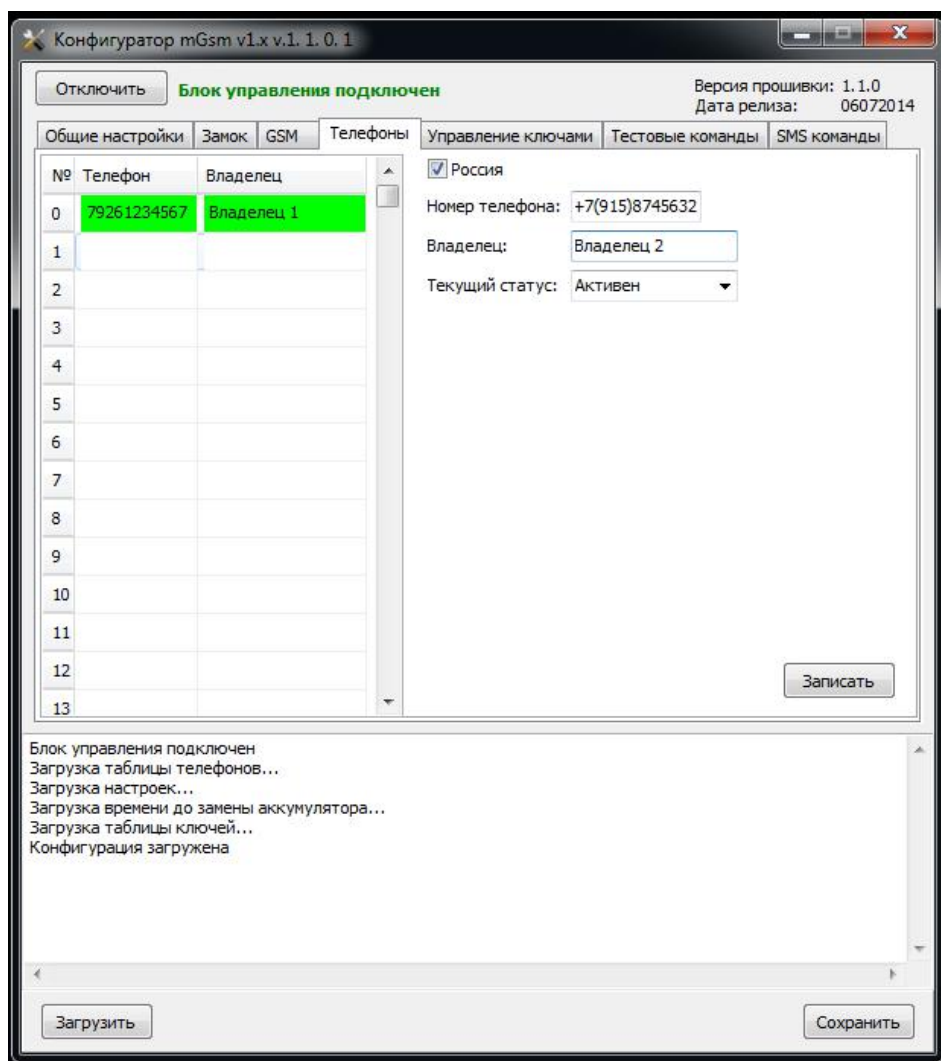 Конфигуратор mGsm v1.x v.1. 1. 0. 1
Отключить
Блок управления подключен
Версия прошивки: 1.1.0
Дата релиза: 06072014
Общие настройки Замок GSM Телефоны Управление ключами Тестовые команды SMS команды
№ Телефон Владелец
0 79261234567 Владелец 1
1
2
3
4
5
6
7
8
9
10
11
12
13
Россия
Номер телефона: +7(915)8745632
Владелец: Владелец 2
Текущий статус: Активен
Записать
Блок управления подключен
Загрузка таблицы телефонов...
Загрузка настроек...
Загрузка времени до замены аккумулятора...
Загрузка таблицы ключей...
Конфигурация загружена
Загрузить
Сохранить